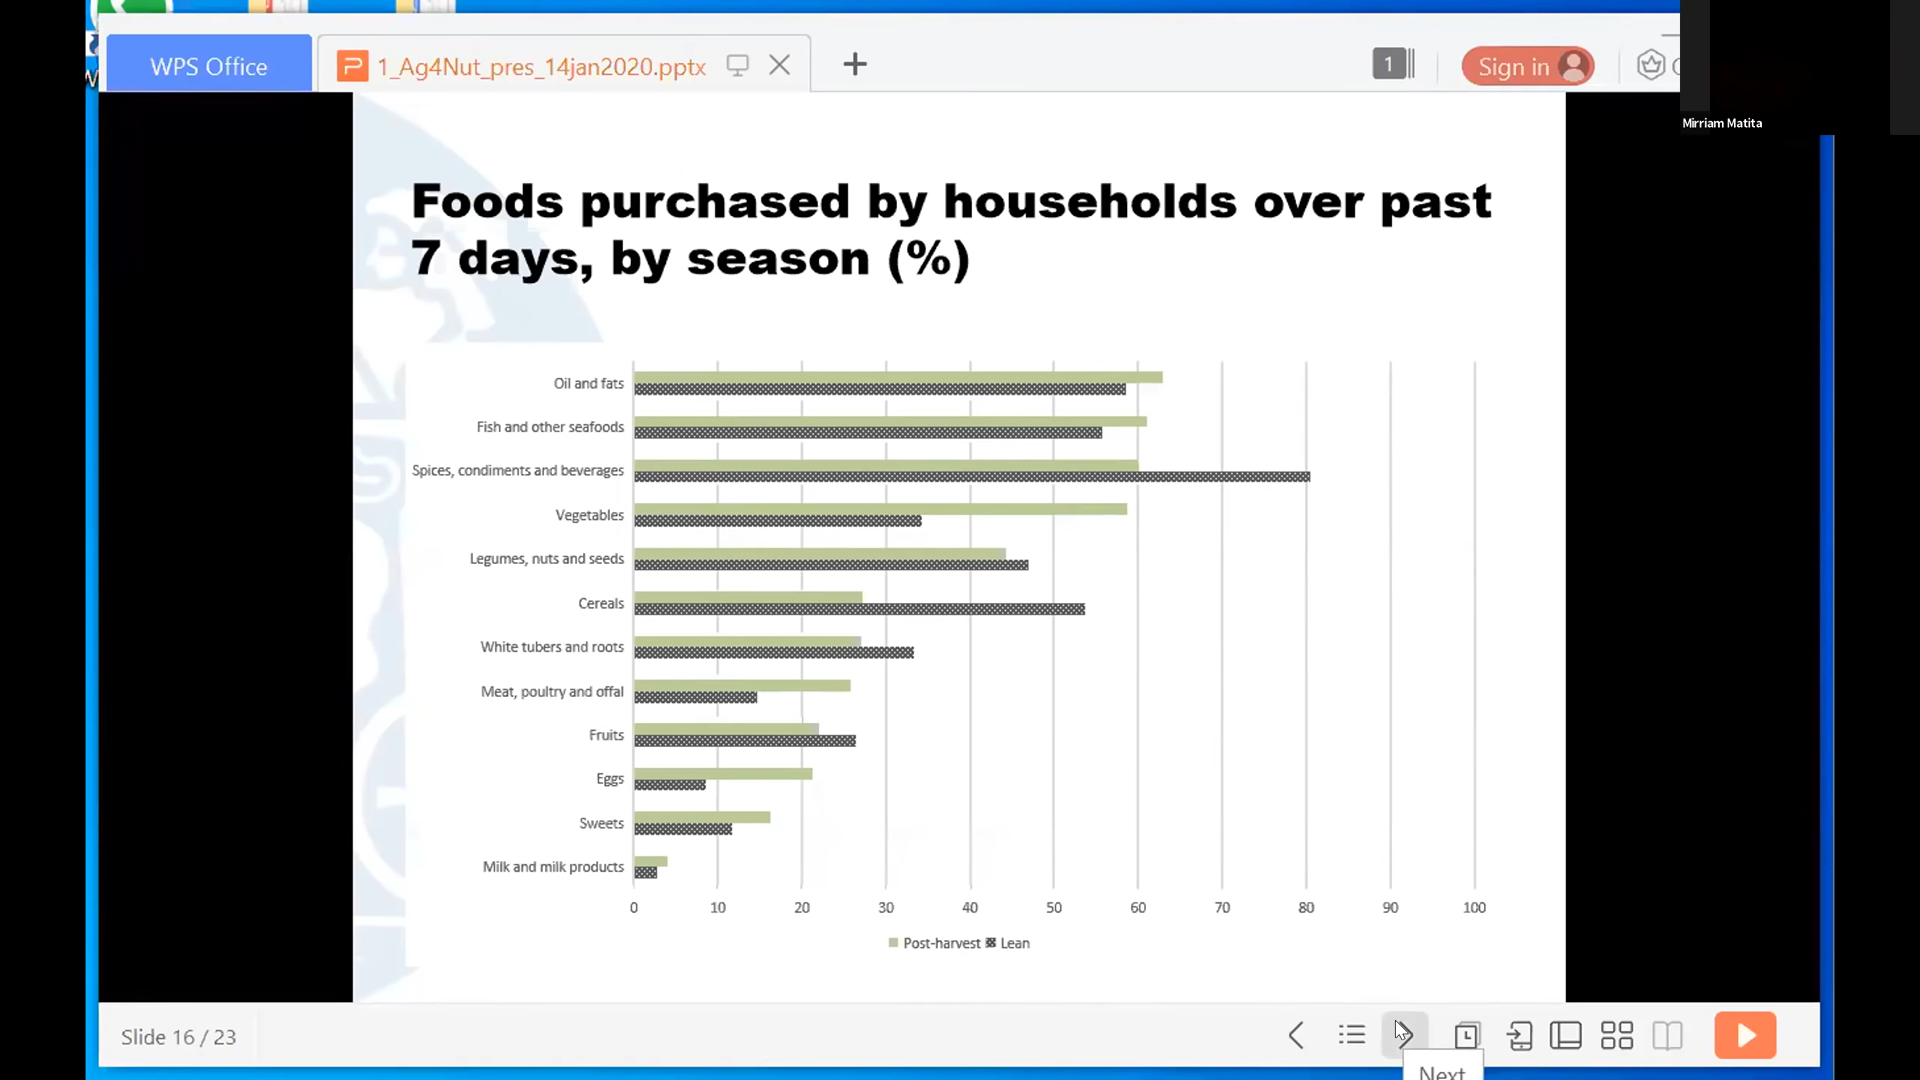 WPS Office
1_Ag4Nut_pres_14jan2020.pptx
1
Sign in
Mirriam Matita
Foods purchased by households over past
7 days, by season (%)
Oil and fats
Fish and other seafoods
Spices, condiments and beverages
Vegetables
Legumes, nuts and seeds
Cereals
White tubers and roots
Meat, poultry and offal
Fruits
Eggs
Sweets
Milk and milk products
0 10 20 30 40 50 60 70 80 90 100
Post-harvest Lean
Slide 16 / 23
Next